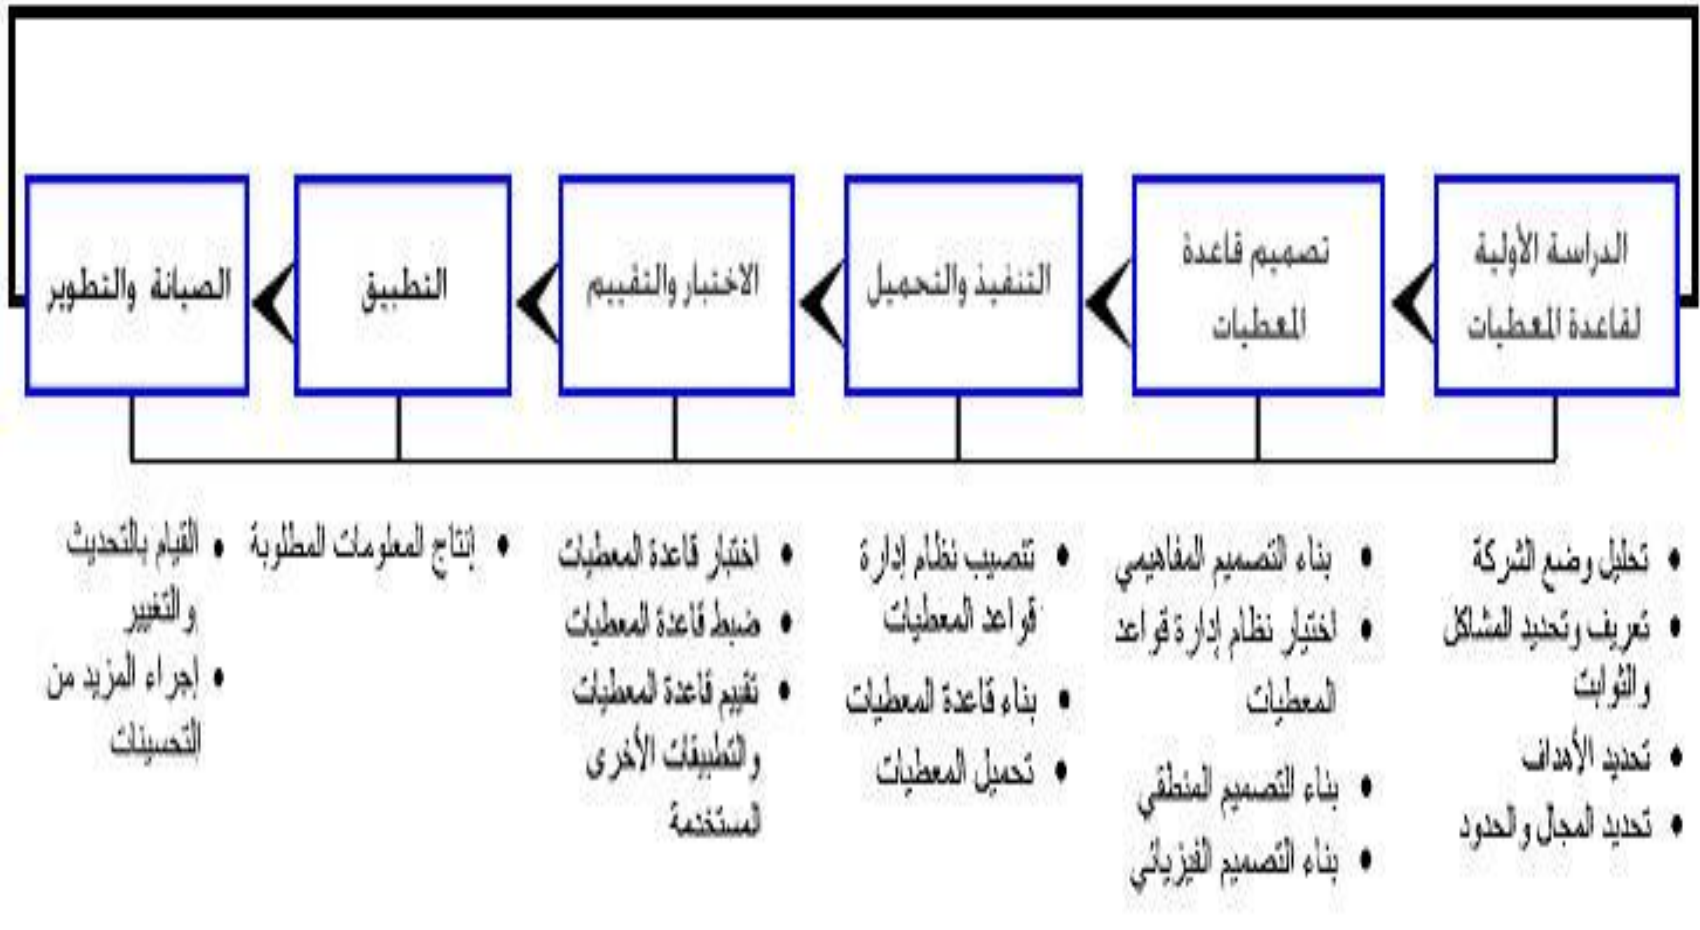 الدراسة الأولية
لقاعدة المعطيات
تصميم قاعدة
المعطيات
التنفيذ والتحميل
الاختبار والتقييم
التطبيق
الصيانة والتطوير
• تحليل وضع الشركة
• تعريف وتحديد المشاكل
والثوابت
• تحديد الأهداف
• تحديد المجال والحدود
• بناء التصميم المفاهيمي
• اختيار نظام إدارة قواعد
المعطيات
• بناء التصميم المنطقي
• بناء التصميم الفيزيائي
• تنصيب نظام إدارة
قواعد المعطيات
• بناء قاعدة المعطيات
• تحميل المعطيات
• اختبار قاعدة المعطيات
• ضبط قاعدة المعطيات
• تقييم قاعدة المعطيات
والتطبيقات الأخرى
المستخدمة
• إنتاج المعلومات المطلوبة
• القيام بالتحديث
والتغيير
• إجراء المزيد من
التحسينات